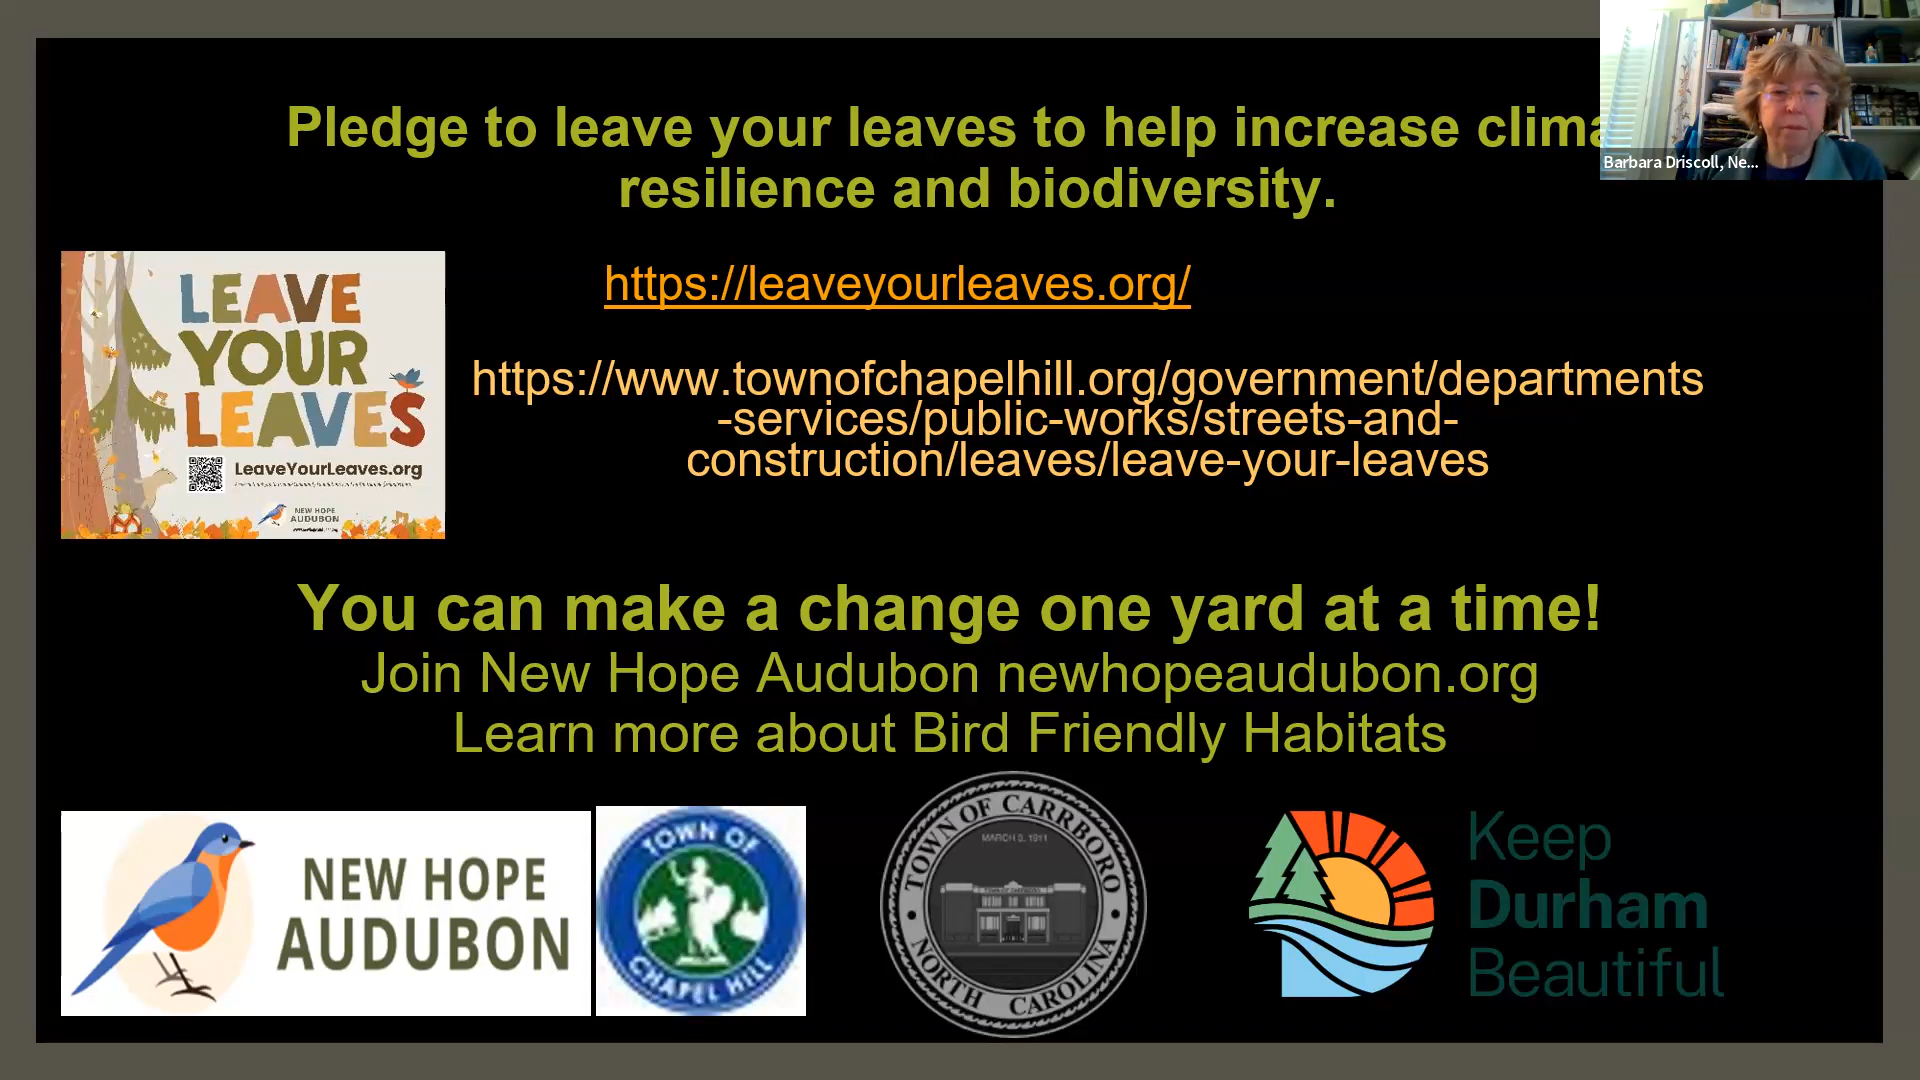 Pledge to leave your leaves to help increase clima
resilience and biodiversity.
Barbara Driscoll, Ne...
https://leaveyourleaves.org/
https://www.townofchapelhill.org/government/departments
-services/public-works/streets-and-
construction/leaves/leave-your-leaves
LEAVE
YOUR
LEAVES
LeaveYourLeaves.org
NEW HOPE
AUDUBON
You can make a change one yard at a time!
Join New Hope Audubon newhopeaudubon.org
Learn more about Bird Friendly Habitats
NEW HOPE
AUDUBON
TOWN OF
CHAPEL HILL
TOWN OF CARRBORO
MARCH 3, 1911
NORTH CAROLINA
Keep
Durham
Beautiful